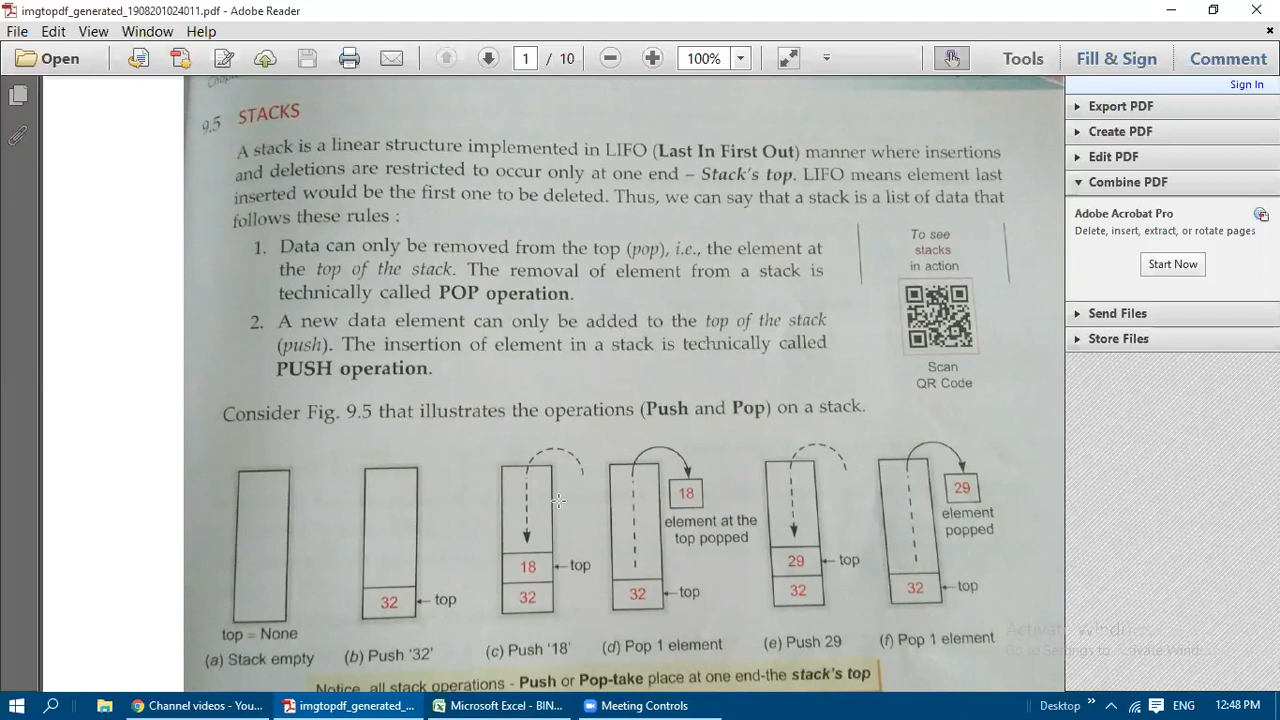 imgtopdf_generated_1908201024011.pdf - Adobe Reader
File Edit View Window Help
Open 1 / 10 100% Tools Fill & Sign Comment
Sign In
Export PDF
Create PDF
Edit PDF
Combine PDF
Adobe Acrobat Pro
Delete, insert, extract, or rotate pages
Start Now
Send Files
Store Files
9.5 STACKS
A stack is a linear structure implemented in LIFO (Last In First Out) manner where insertions
and deletions are restricted to occur only at one end – Stack's top. LIFO means element last
inserted would be the first one to be deleted. Thus, we can say that a stack is a list of data that
follows these rules :
1. Data can only be removed from the top (pop), i.e., the element at
the top of the stack. The removal of element from a stack is
technically called POP operation.
2. A new data element can only be added to the top of the stack
(push). The insertion of element in a stack is technically called
PUSH operation.
To see
stacks
in action
Scan
QR Code
Consider Fig. 9.5 that illustrates the operations (Push and Pop) on a stack.
top = None
(a) Stack empty
32
top
(b) Push '32'
18
top
32
(c) Push '18'
18
element at the
top popped
32
top
(d) Pop 1 element
29
top
32
(e) Push 29
29
element
popped
32
top
(f) Pop 1 element
Notice, all stack operations - Push or Pop-take place at one end-the stack's top
Activate Windows
Go to Settings to Activate Wind
Channel videos - Yo...
imgtopdf_generated_...
Microsoft Excel - BIN...
Meeting Controls
Desktop
ENG
12:48 PM